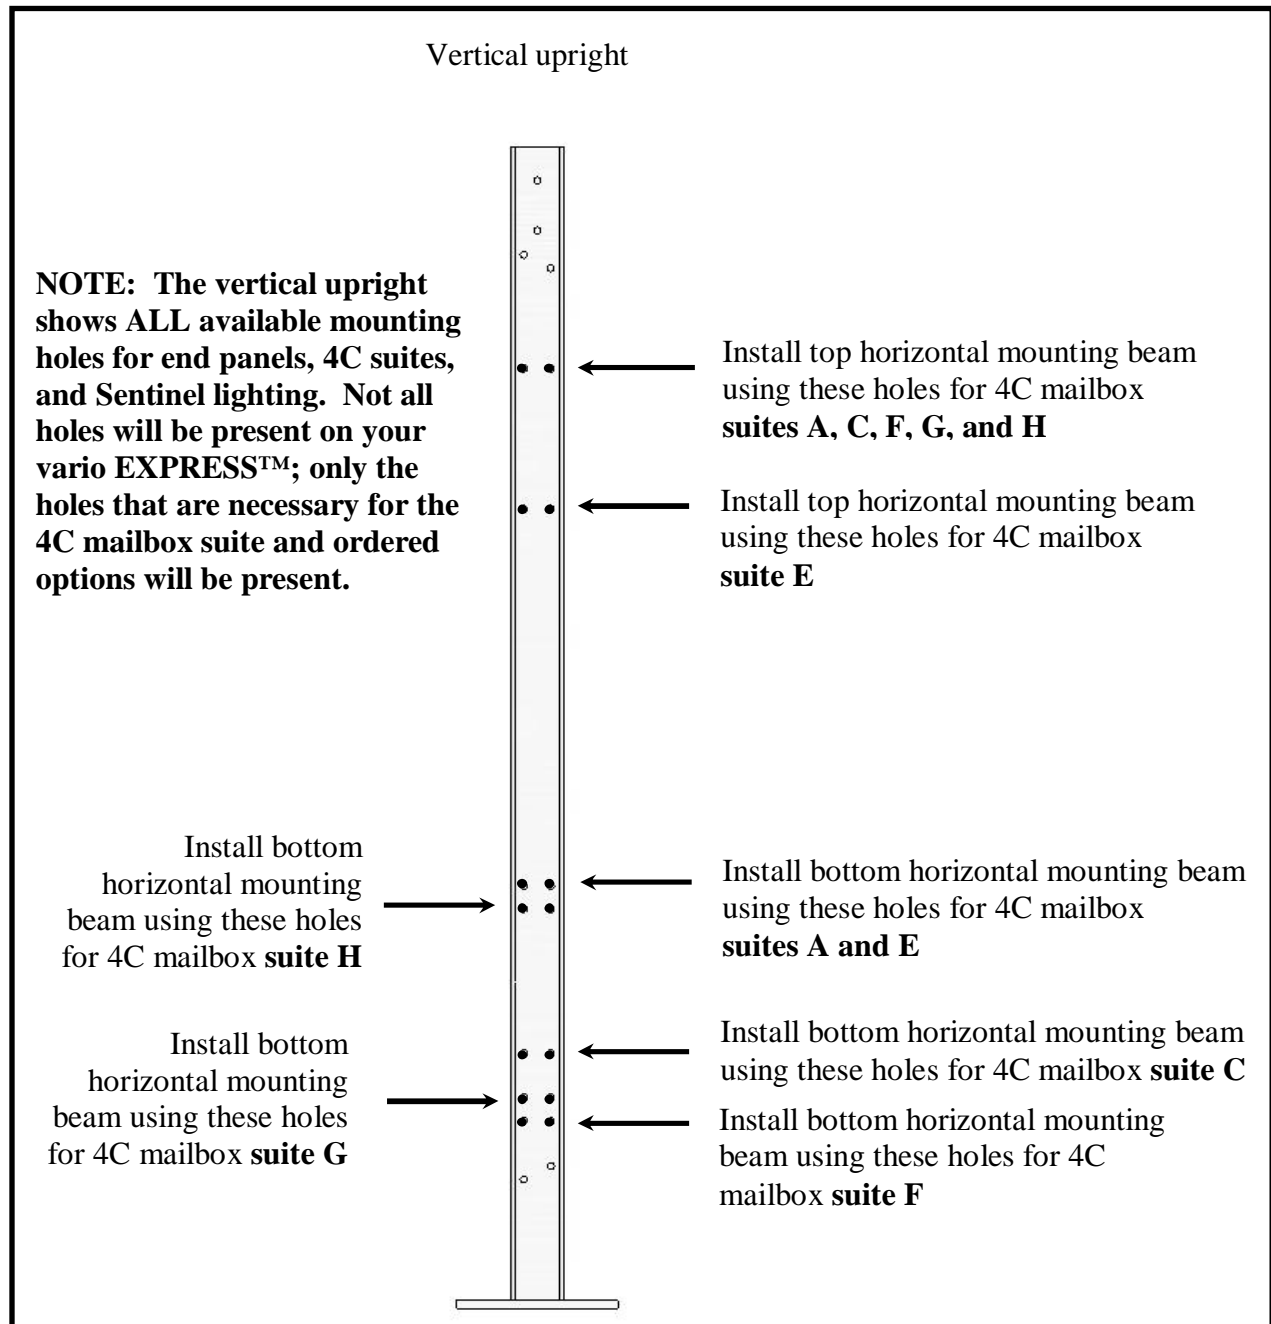 Vertical upright
NOTE:  The vertical upright
shows ALL available mounting
holes for end panels, 4C suites,
and Sentinel lighting.  Not all
holes will be present on your
vario EXPRESS™; only the
holes that are necessary for the
4C mailbox suite and ordered
options will be present.
Install top horizontal mounting beam
using these holes for 4C mailbox
suites A, C, F, G, and H
Install top horizontal mounting beam
using these holes for 4C mailbox
suite E
Install bottom
horizontal mounting
beam using these holes
for 4C mailbox suite H
Install bottom horizontal mounting beam
using these holes for 4C mailbox
suites A and E
Install bottom
horizontal mounting
beam using these holes
for 4C mailbox suite G
Install bottom horizontal mounting beam
using these holes for 4C mailbox suite C
Install bottom horizontal mounting
beam using these holes for 4C
mailbox suite F